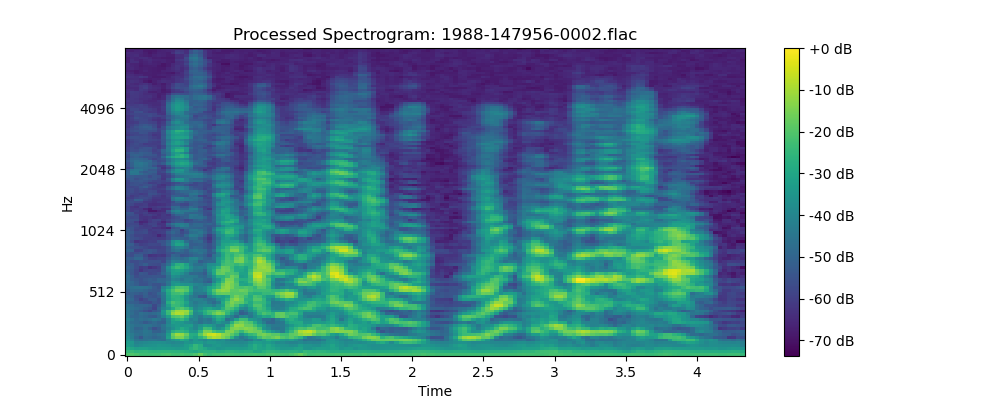 Processed Spectrogram: 1988-147956-0002.flac
+0 dB
4096
-10 dB
-20 dB
2048
-30 dB
Hz
1024
-40 dB
-50 dB
512
-60 dB
0
-70 dB
0 0.5 1 1.5 2 2.5 3 3.5 4
Time